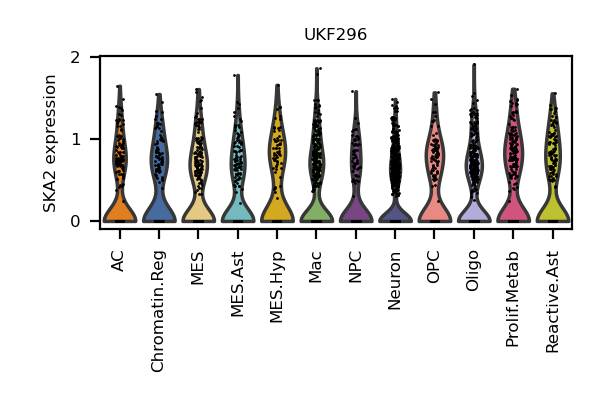 UKF296
SKA2 expression
2
1
0
AC
Chromatin.Reg
MES
MES.Ast
MES.Hyp
Mac
NPC
Neuron
OPC
Oligo
Prolif.Metab
Reactive.Ast